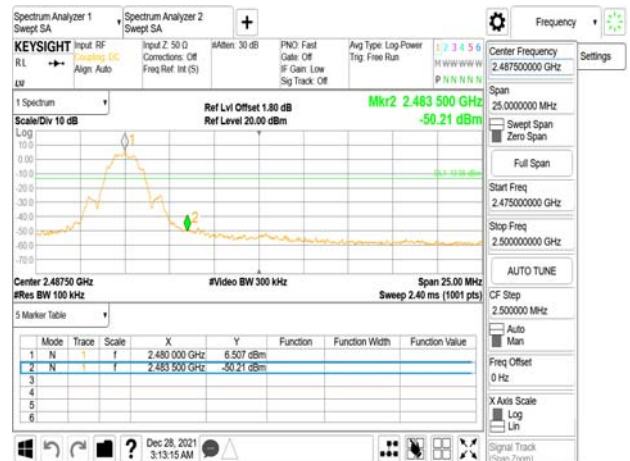 Spectrum Analyzer 1
Swept SA
Spectrum Analyzer 2
Swept SA
+
Frequency
KEYSIGHT
RL
Input: RF
Coupling: DC
Align: Auto
Input Z: 50 Ω
Corrections: Off
Freq Ref: Int (S)
#Atten: 30 dB
PNO: Fast
Gate: Off
IF Gain: Low
Sig Track: Off
Avg Type: Log-Power
Trig: Free Run
1 2 3 4 5 6
M W W W W W
P N N N N N
1 Spectrum
Scale/Div 10 dB
Ref Lvl Offset 1.80 dB
Ref Level 20.00 dBm
Mkr2 2.483 500 GHz
-50.21 dBm
Log
10.0
0.00
-10.0
-20.0
-30.0
-40.0
-50.0
-60.0
-70.0
1
2
Center 2.48750 GHz
#Res BW 100 kHz
#Video BW 300 kHz
Span 25.00 MHz
Sweep 2.40 ms (1001 pts)
5 Marker Table
Mode Trace Scale X Y Function Function Width Function Value
1 N 1 f 2.480 000 GHz 6.507 dBm
2 N 1 f 2.483 500 GHz -50.21 dBm
3
4
5
6
Dec 28, 2021
3:13:15 AM
Center Frequency
2.487500000 GHz
Settings
Span
25.0000000 MHz
Swept Span
Zero Span
Full Span
Start Freq
2.475000000 GHz
Stop Freq
2.500000000 GHz
AUTO TUNE
CF Step
2.500000 MHz
Auto
Man
Freq Offset
0 Hz
X Axis Scale
Log
Lin
Signal Track
(Span Zoom)